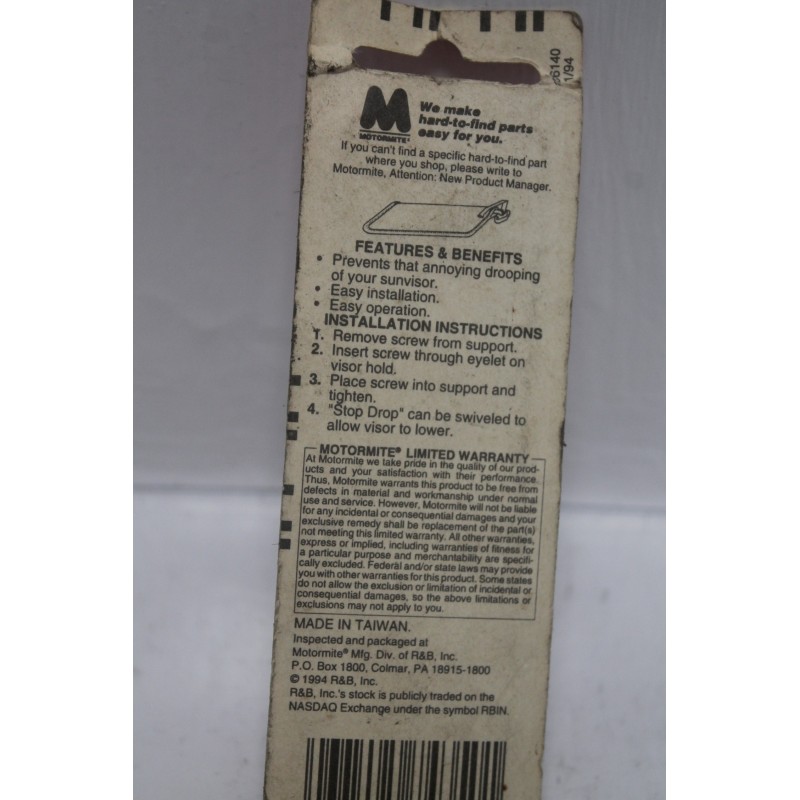 6140
1/94
M
MOTORMITE®
We make
hard-to-find parts
easy for you.
If you can't find a specific hard-to-find part
where you shop, please write to
Motormite, Attention: New Product Manager.
FEATURES & BENEFITS
• Prevents that annoying drooping
of your sunvisor.
• Easy installation.
• Easy operation.
INSTALLATION INSTRUCTIONS
1. Remove screw from support.
2. Insert screw through eyelet on
visor hold.
3. Place screw into support and
tighten.
4. "Stop Drop" can be swiveled to
allow visor to lower.
MOTORMITE® LIMITED WARRANTY
At Motormite we take pride in the quality of our prod-
ucts and your satisfaction with their performance.
Thus, Motormite warrants this product to be free from
defects in material and workmanship under normal
use and service. However, Motormite will not be liable
for any incidental or consequential damages and your
exclusive remedy shall be replacement of the part(s)
not meeting this limited warranty. All other warranties,
express or implied, including warranties of fitness for
a particular purpose and merchantability are specifi-
cally excluded. Federal and/or state laws may provide
you with other warranties for this product. Some states
do not allow the exclusion or limitation of incidental or
consequential damages, so the above limitations or
exclusions may not apply to you.
MADE IN TAIWAN.
Inspected and packaged at
Motormite® Mfg. Div. of R&B, Inc.
P.O. Box 1800, Colmar, PA 18915-1800
© 1994 R&B, Inc.
R&B, Inc.'s stock is publicly traded on the
NASDAQ Exchange under the symbol RBIN.